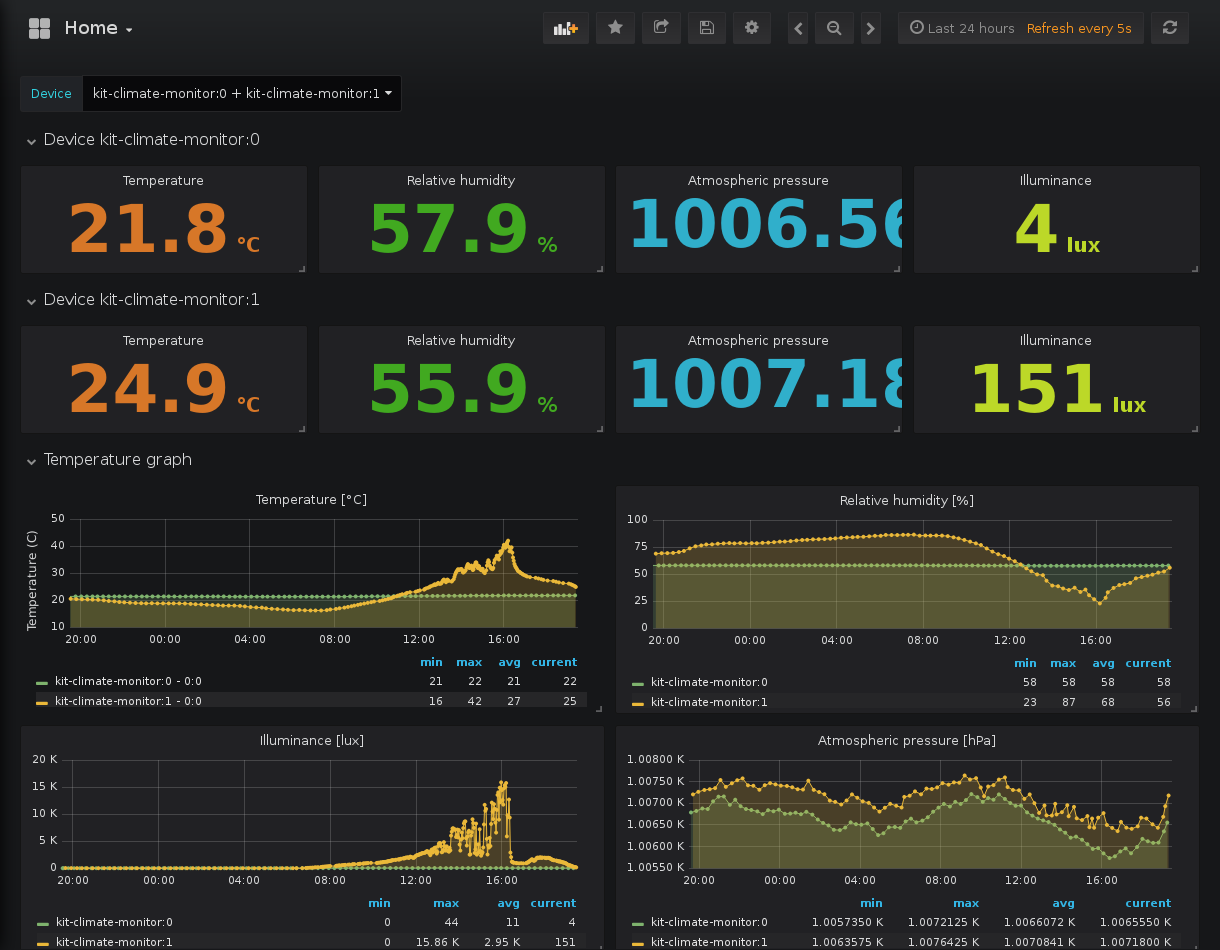 Home
Last 24 hours Refresh every 5s
Device kit-climate-monitor:0 + kit-climate-monitor:1
Device kit-climate-monitor:0
Temperature Relative humidity Atmospheric pressure Illuminance
21.8 °C 57.9 % 1006.56 4 lux
Device kit-climate-monitor:1
Temperature Relative humidity Atmospheric pressure Illuminance
24.9 °C 55.9 % 1007.18 151 lux
Temperature graph
Temperature [°C]
Temperature (C)
50
40
30
20
10
20:00 00:00 04:00 08:00 12:00 16:00
min max avg current
kit-climate-monitor:0 - 0:0 21 22 21 22
kit-climate-monitor:1 - 0:0 16 42 27 25
Relative humidity [%]
100
75
50
25
0
20:00 00:00 04:00 08:00 12:00 16:00
min max avg current
kit-climate-monitor:0 58 58 58 58
kit-climate-monitor:1 23 87 68 56
Illuminance [lux]
20 K
15 K
10 K
5 K
0
20:00 00:00 04:00 08:00 12:00 16:00
min max avg current
kit-climate-monitor:0 0 44 11 4
kit-climate-monitor:1 0 15.86 K 2.95 K 151
Atmospheric pressure [hPa]
1.00800 K
1.00750 K
1.00700 K
1.00650 K
1.00600 K
1.00550 K
20:00 00:00 04:00 08:00 12:00 16:00
min max avg current
kit-climate-monitor:0 1.0057350 K 1.0072125 K 1.0066072 K 1.0065550 K
kit-climate-monitor:1 1.0063575 K 1.0076425 K 1.0070841 K 1.0071800 K